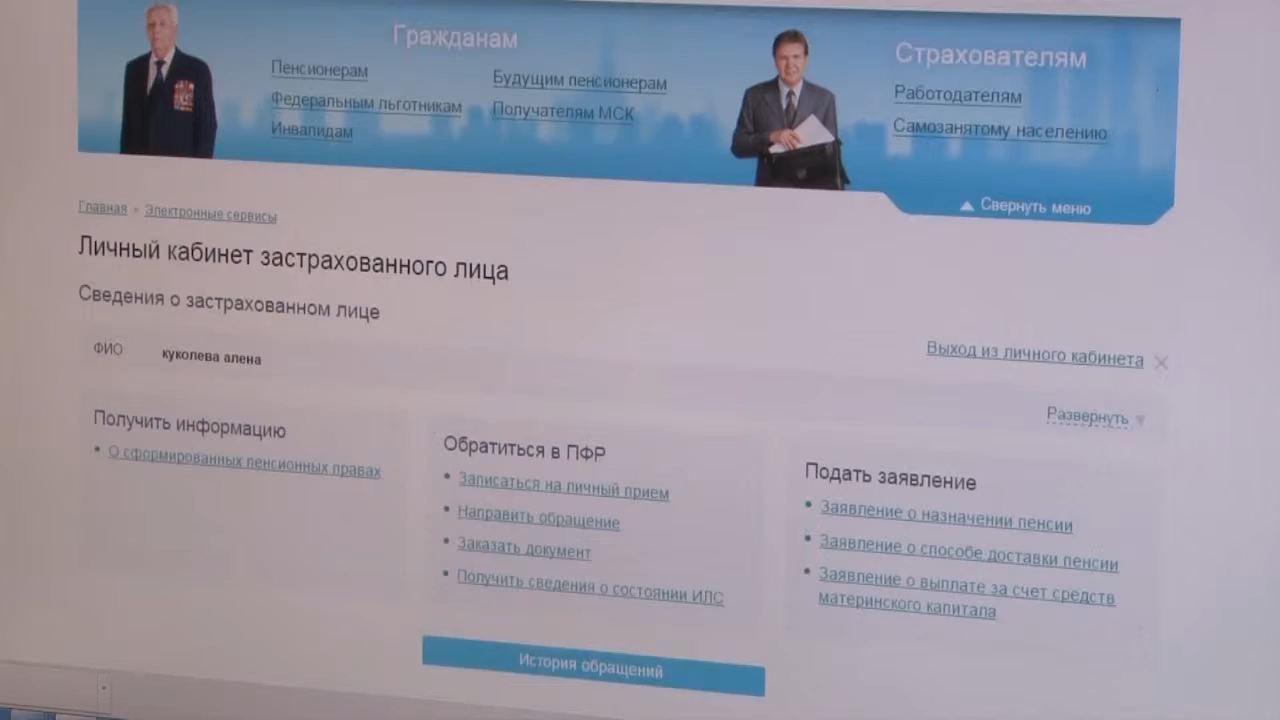 Гражданам
Пенсионерам
Федеральным льготникам
Инвалидам
Будущим пенсионерам
Получателям МСК
Страхователям
Работодателям
Самозанятому населению
Свернуть меню
Главная » Электронные сервисы
Личный кабинет застрахованного лица
Сведения о застрахованном лице
ФИО куколева алена
Выход из личного кабинета
Развернуть
Получить информацию
О сформированных пенсионных правах
Обратиться в ПФР
Записаться на личный прием
Направить обращение
Заказать документ
Получить сведения о состоянии ИЛС
История обращений
Подать заявление
Заявление о назначении пенсии
Заявление о способе доставки пенсии
Заявление о выплате за счет средств
материнского капитала